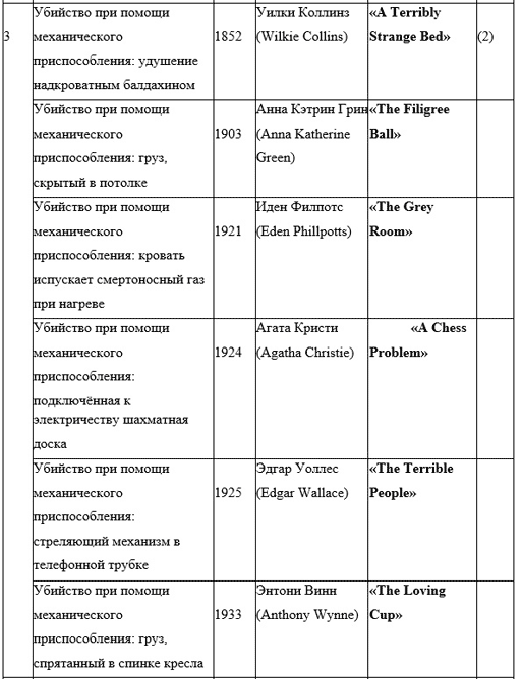 3
Убийство при помощи
механического
приспособления: удушение
надкроватным балдахином
1852
Уилки Коллинз
(Wilkie Collins)
«A Terribly
Strange Bed»
(2)
Убийство при помощи
механического
приспособления: груз,
скрытый в потолке
1903
Анна Кэтрин Грин
(Anna Katherine
Green)
«The Filigree
Ball»
Убийство при помощи
механического
приспособления: кровать
испускает смертоносный газ
при нагреве
1921
Иден Филпотс
(Eden Phillpotts)
«The Grey
Room»
Убийство при помощи
механического
приспособления:
подключённая к
электричеству шахматная
доска
1924
Агата Кристи
(Agatha Christie)
«A Chess
Problem»
Убийство при помощи
механического
приспособления:
стреляющий механизм в
телефонной трубке
1925
Эдгар Уоллес
(Edgar Wallace)
«The Terrible
People»
Убийство при помощи
механического
приспособления: груз,
спрятанный в спинке кресла
1933
Энтони Винн
(Anthony Wynne)
«The Loving
Cup»